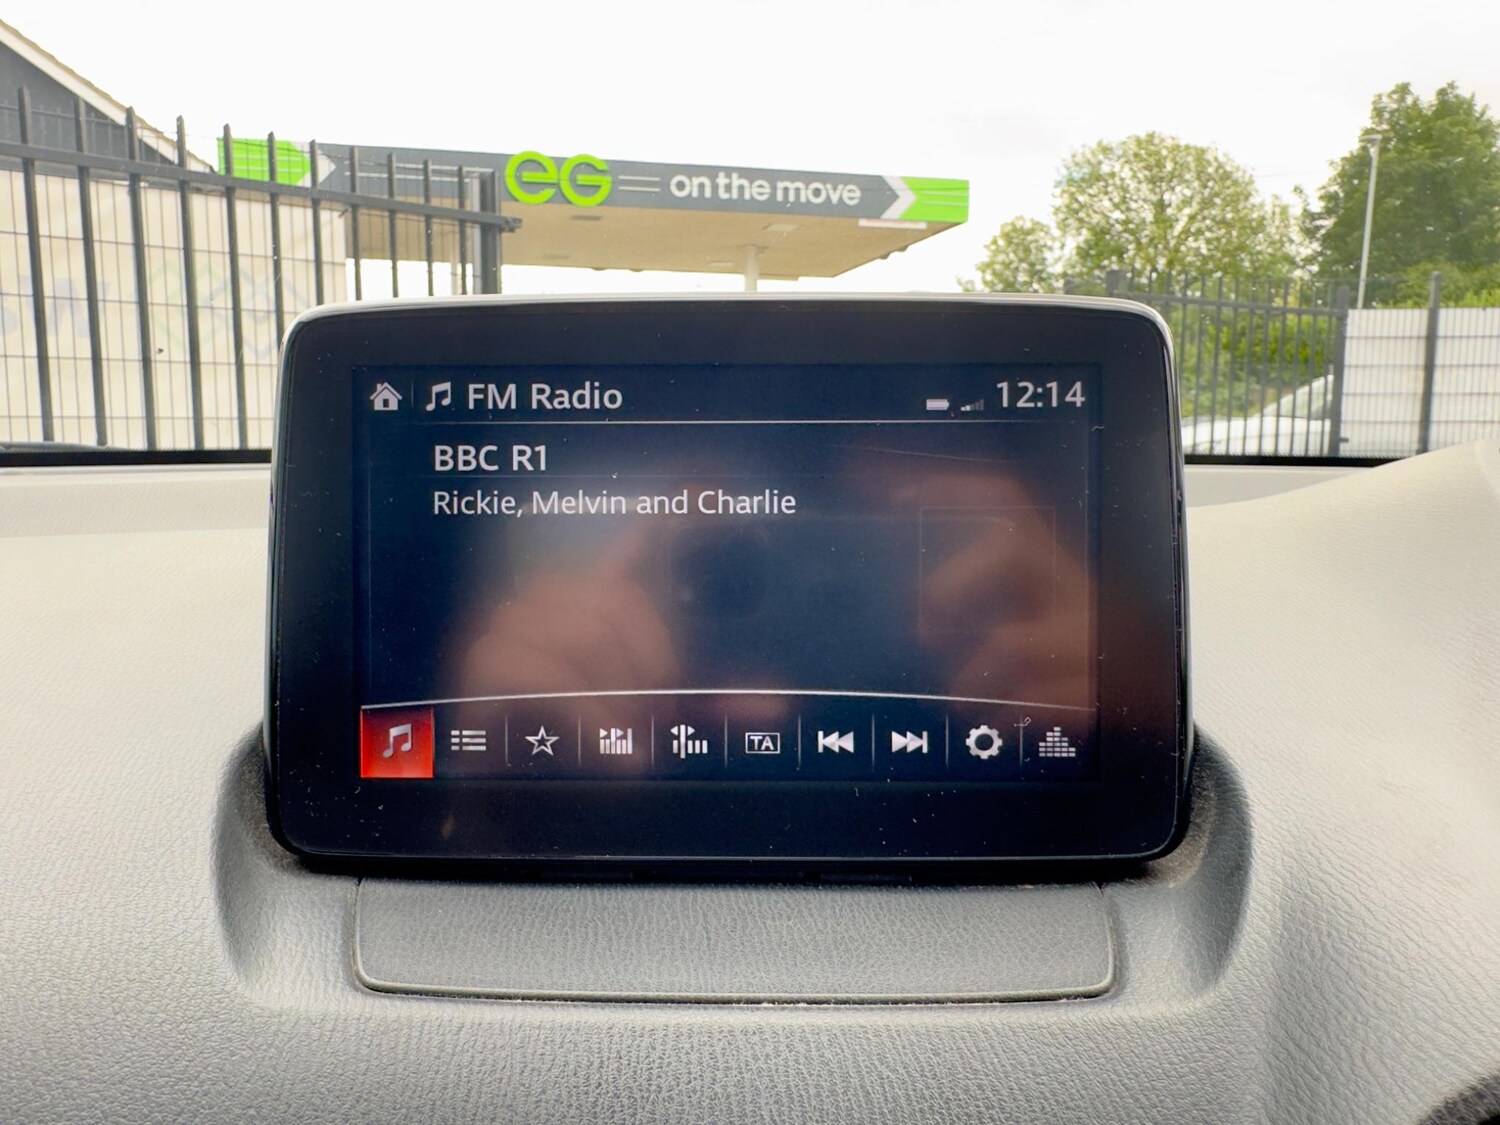 eG on the move
FM Radio 12:14
BBC R1
Rickie, Melvin and Charlie
TA